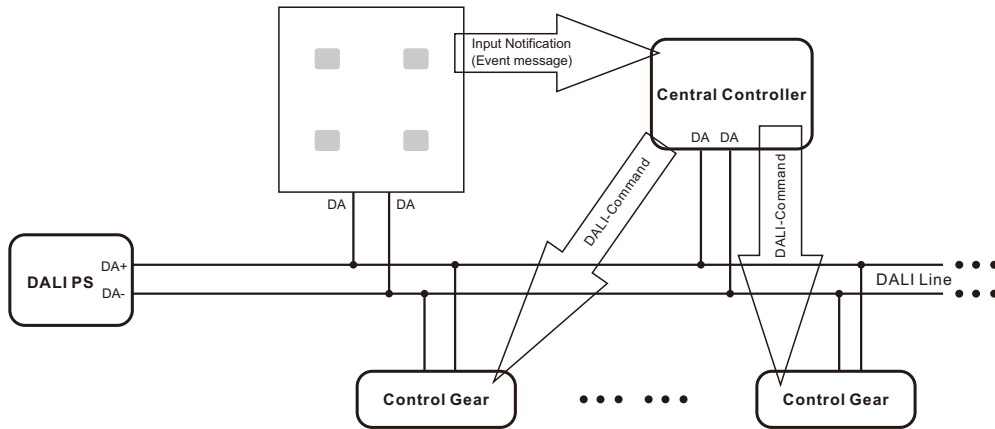 Input Notification
(Event message)
Central Controller
DA DA
DALI-Command
DALI-Command
DA DA
DALI PS
DA+
DA-
DALI Line
Control Gear
Control Gear